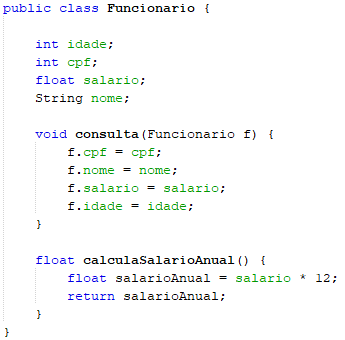 public class Funcionario {
int idade;
int cpf;
float salario;
String nome;
void consulta(Funcionario f) {
f.cpf = cpf;
f.nome = nome;
f.salario = salario;
f.idade = idade;
}
float calculaSalarioAnual() {
float salarioAnual = salario * 12;
return salarioAnual;
}
}